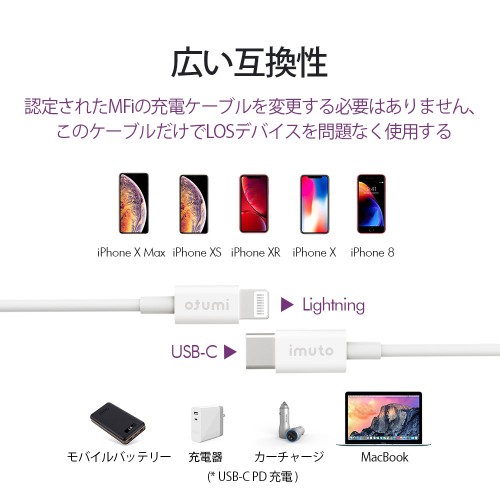 広い互換性
認定されたMFiの充電ケーブルを変更する必要はありません、
このケーブルだけでLOSデバイスを問題なく使用する
iPhone X Max iPhone XS iPhone XR iPhone X iPhone 8
imuto
▶ Lightning
USB-C ▶
imuto
モバイルバッテリー 充電器 カーチャージ MacBook
(* USB-C PD 充電 )